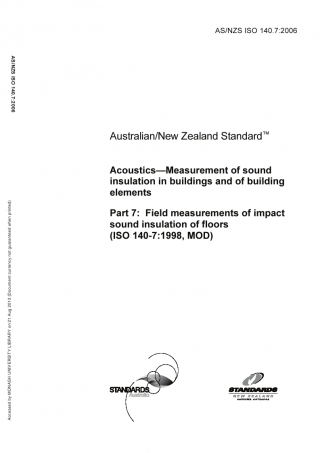 AS/NZS ISO 140.7:2006
AS/NZS ISO 140.7:2006
Australian/New Zealand Standard™
Acoustics—Measurement of sound
insulation in buildings and of building
elements
Part 7: Field measurements of impact
sound insulation of floors
(ISO 140-7:1998, MOD)
Accessed by MONASH UNIVERSITY LIBRARY on 21 Aug 2013 (Document currency not guaranteed when printed)
STANDARDS
Australia
STANDARDS
NEW ZEALAND